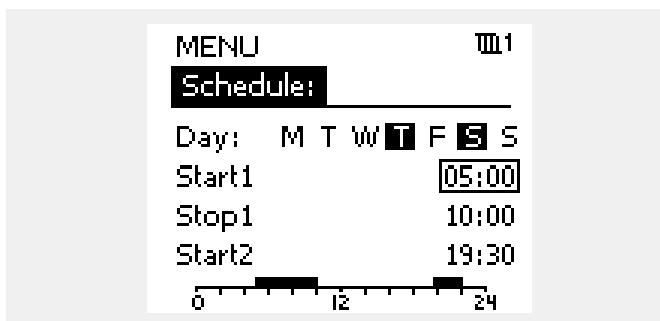 MENU 1
Schedule:
Day: M T W T F S S
Start1 05:00
Stop1 10:00
Start2 19:30
0 12 24